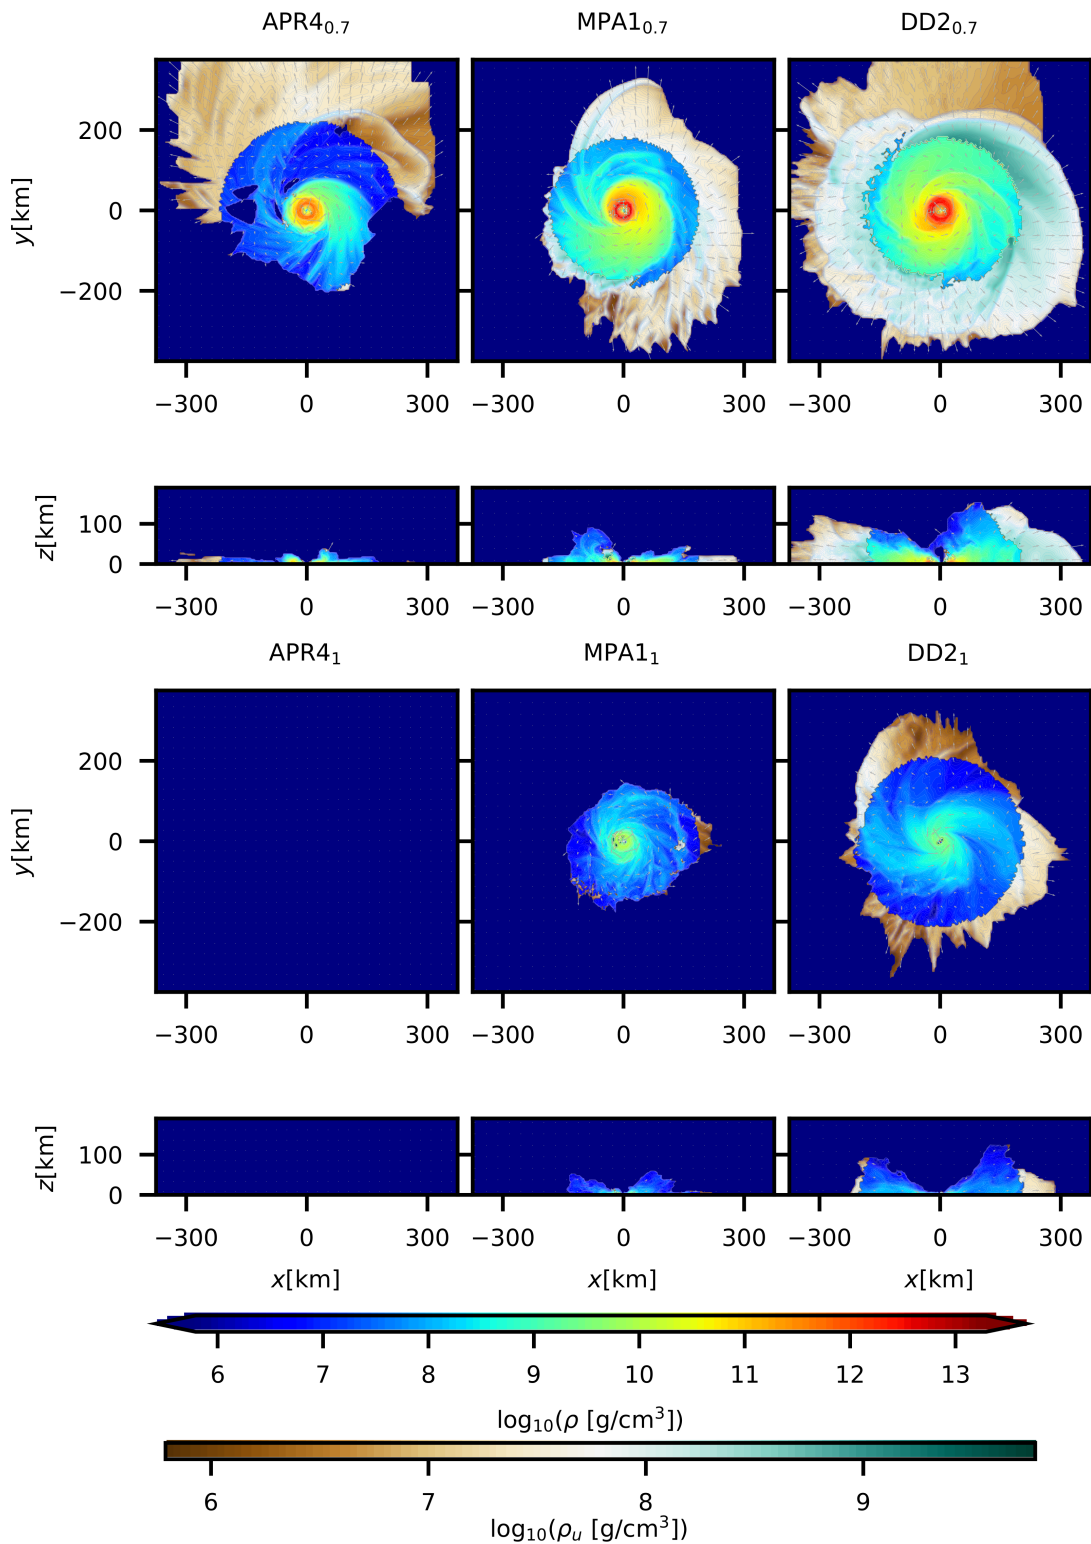 APR4₀.₇ MPA1₀.₇ DD2₀.₇
200
0
−200
y[km]
−300 0 300 −300 0 300 −300 0 300
100
0
z[km]
−300 0 300 −300 0 300 −300 0 300
APR4₁ MPA1₁ DD2₁
200
0
−200
y[km]
−300 0 300 −300 0 300 −300 0 300
100
0
z[km]
−300 0 300 −300 0 300 −300 0 300
x[km] x[km] x[km]
6 7 8 9 10 11 12 13
log₁₀(ρ [g/cm³])
6 7 8 9
log₁₀(ρᵤ [g/cm³])